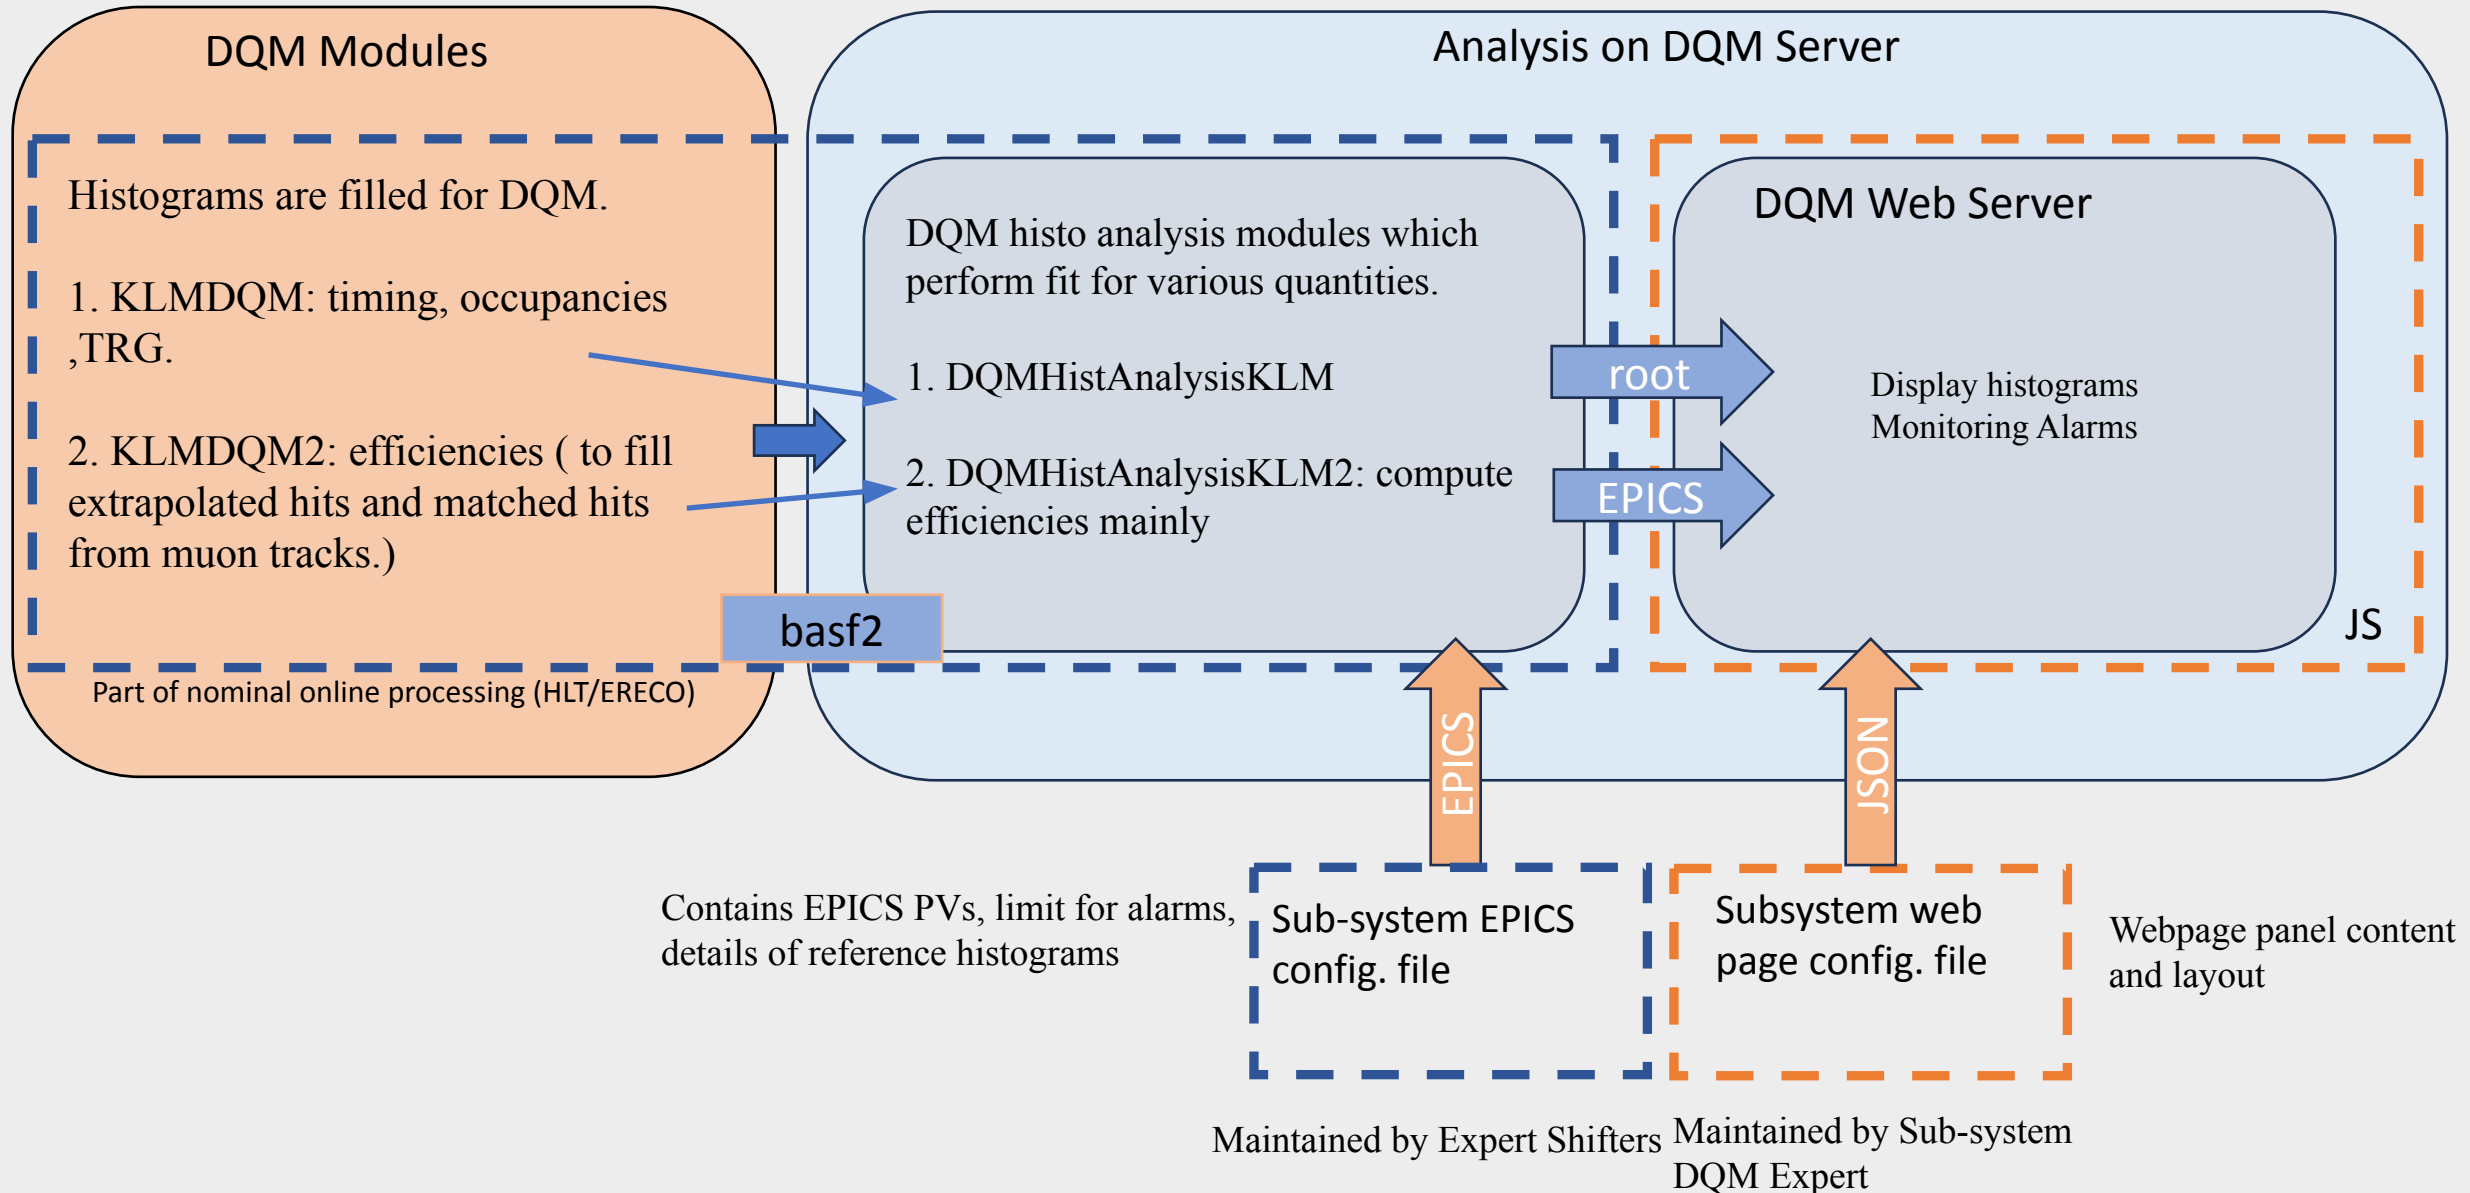 DQM Modules
Histograms are filled for DQM.
1. KLMDQM: timing, occupancies
,TRG.
2. KLMDQM2: efficiencies ( to fill
extrapolated hits and matched hits
from muon tracks.)
basf2
Part of nominal online processing (HLT/ERECO)
Analysis on DQM Server
DQM histo analysis modules which
perform fit for various quantities.
1. DQMHistAnalysisKLM
2. DQMHistAnalysisKLM2: compute
efficiencies mainly
root
EPICS
DQM Web Server
Display histograms
Monitoring Alarms
JS
EPICS
JSON
Contains EPICS PVs, limit for alarms,
details of reference histograms
Sub-system EPICS
config. file
Subsystem web
page config. file
Webpage panel content
and layout
Maintained by Expert Shifters
Maintained by Sub-system
DQM Expert